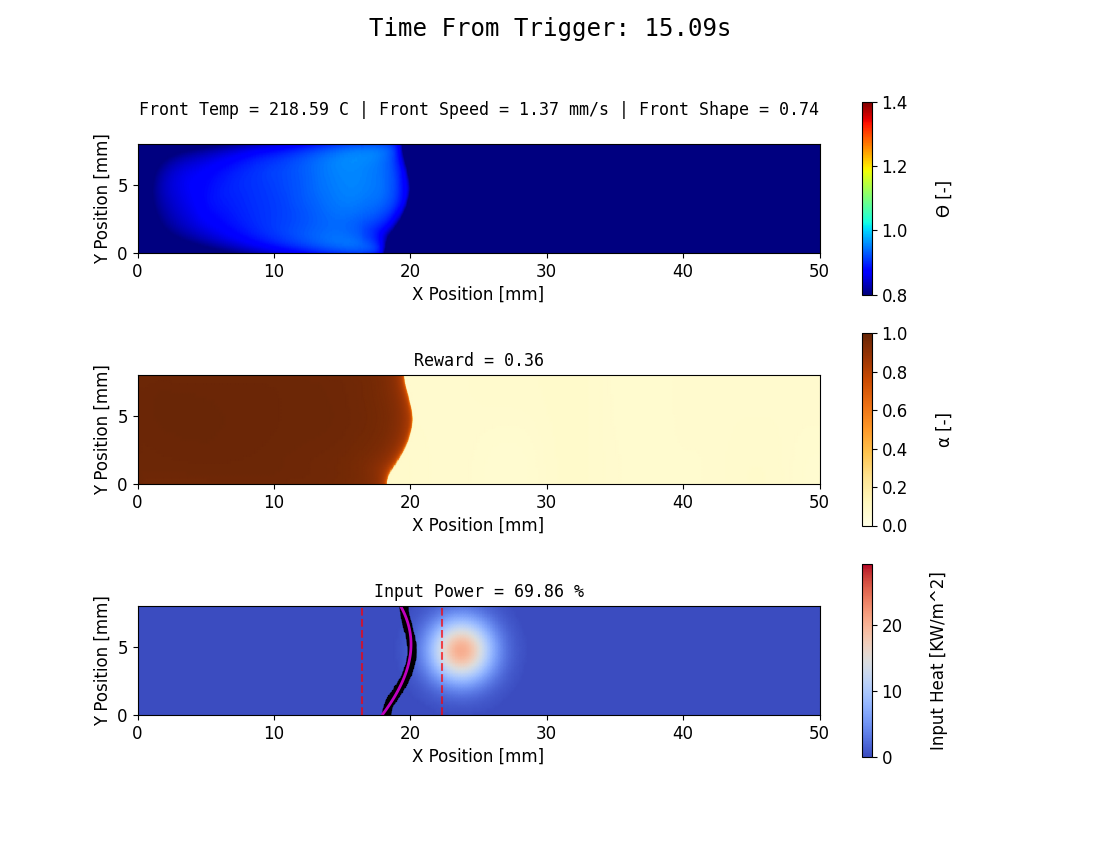 Time From Trigger: 15.09s
Front Temp = 218.59 C | Front Speed = 1.37 mm/s | Front Shape = 0.74
Y Position [mm]
5
0
0 10 20 30 40 50
X Position [mm]
1.4
1.2
1.0
0.8
Θ [-]
Reward = 0.36
Y Position [mm]
5
0
0 10 20 30 40 50
X Position [mm]
1.0
0.8
0.6
0.4
0.2
0.0
α [-]
Input Power = 69.86 %
Y Position [mm]
5
0
0 10 20 30 40 50
X Position [mm]
20
10
0
Input Heat [KW/m^2]